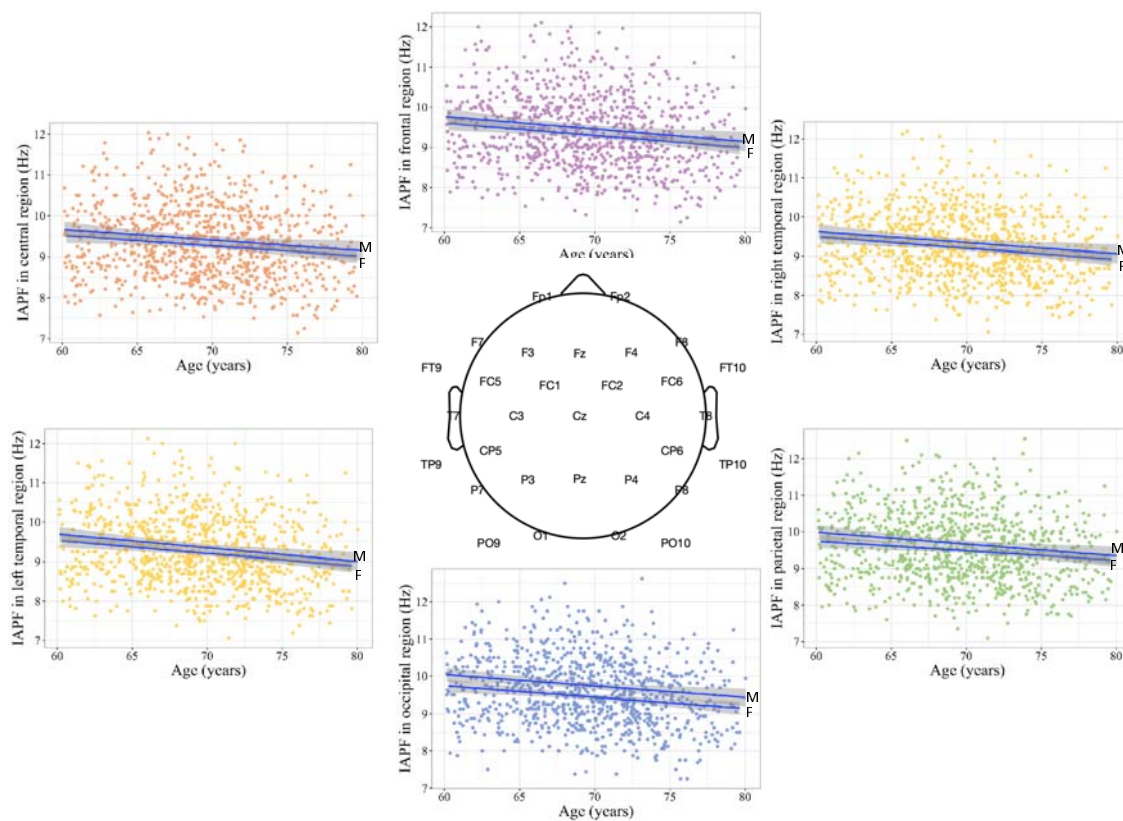 12
11
10
9
8
7
60 65 70 75 80
Age (years)
IAPF in frontal region (Hz)
M
F
12
11
10
9
8
7
60 65 70 75 80
Age (years)
IAPF in central region (Hz)
M
F
12
11
10
9
8
7
60 65 70 75 80
Age (years)
IAPF in right temporal region (Hz)
M
F
Fp1 Fp2
F7 F3 Fz F4 F8
FT9 FT10
FC5 FC1 FC2 FC6
T7 C3 Cz C4 T8
CP5 CP6
TP9 TP10
P7 P3 Pz P4 P8
PO9 O1 O2 PO10
12
11
10
9
8
7
60 65 70 75 80
Age (years)
IAPF in left temporal region (Hz)
M
F
12
11
10
9
8
7
60 65 70 75 80
Age (years)
IAPF in parietal region (Hz)
M
F
12
11
10
9
8
7
60 65 70 75 80
Age (years)
IAPF in occipital region (Hz)
M
F